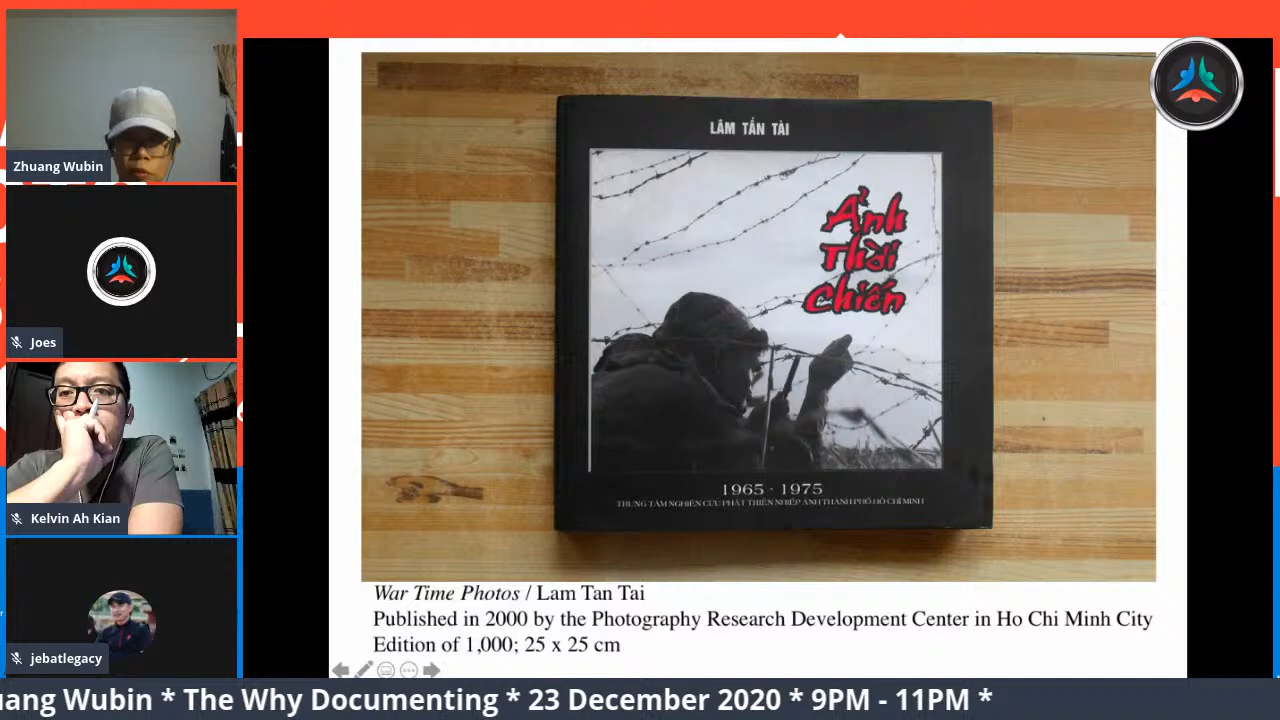 Zhuang Wubin
Joes
Kelvin Ah Kian
jebatlegacy
LÂM TẤN TÀI
Ảnh
Thời
Chiến
1965 · 1975
TRUNG TÂM NGHIÊN CỨU PHÁT TRIỂN NHIẾP ẢNH THÀNH PHỐ HỒ CHÍ MINH
War Time Photos / Lam Tan Tai
Published in 2000 by the Photography Research Development Center in Ho Chi Minh City
Edition of 1,000; 25 x 25 cm
uang Wubin * The Why Documenting * 23 December 2020 * 9PM - 11PM *